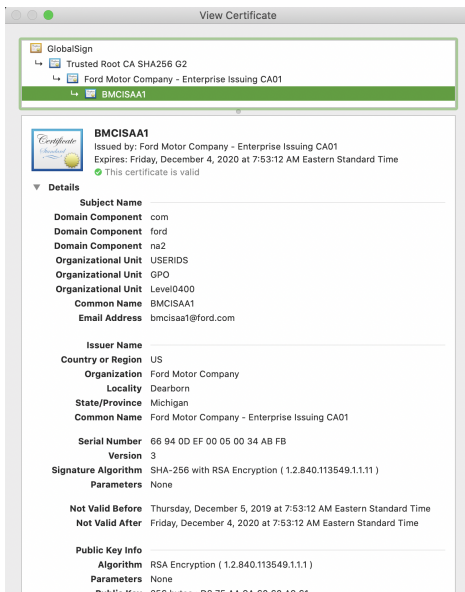 View Certificate
GlobalSign
Trusted Root CA SHA256 G2
Ford Motor Company - Enterprise Issuing CA01
BMCISAA1
Certificate
Standard
BMCISAA1
Issued by: Ford Motor Company - Enterprise Issuing CA01
Expires: Friday, December 4, 2020 at 7:53:12 AM Eastern Standard Time
This certificate is valid
Details
Subject Name
Domain Component com
Domain Component ford
Domain Component na2
Organizational Unit USERIDS
Organizational Unit GPO
Organizational Unit Level0400
Common Name BMCISAA1
Email Address bmcisaa1@ford.com
Issuer Name
Country or Region US
Organization Ford Motor Company
Locality Dearborn
State/Province Michigan
Common Name Ford Motor Company - Enterprise Issuing CA01
Serial Number 66 94 0D EF 00 05 00 34 AB FB
Version 3
Signature Algorithm SHA-256 with RSA Encryption ( 1.2.840.113549.1.1.11 )
Parameters None
Not Valid Before Thursday, December 5, 2019 at 7:53:12 AM Eastern Standard Time
Not Valid After Friday, December 4, 2020 at 7:53:12 AM Eastern Standard Time
Public Key Info
Algorithm RSA Encryption ( 1.2.840.113549.1.1.1 )
Parameters None